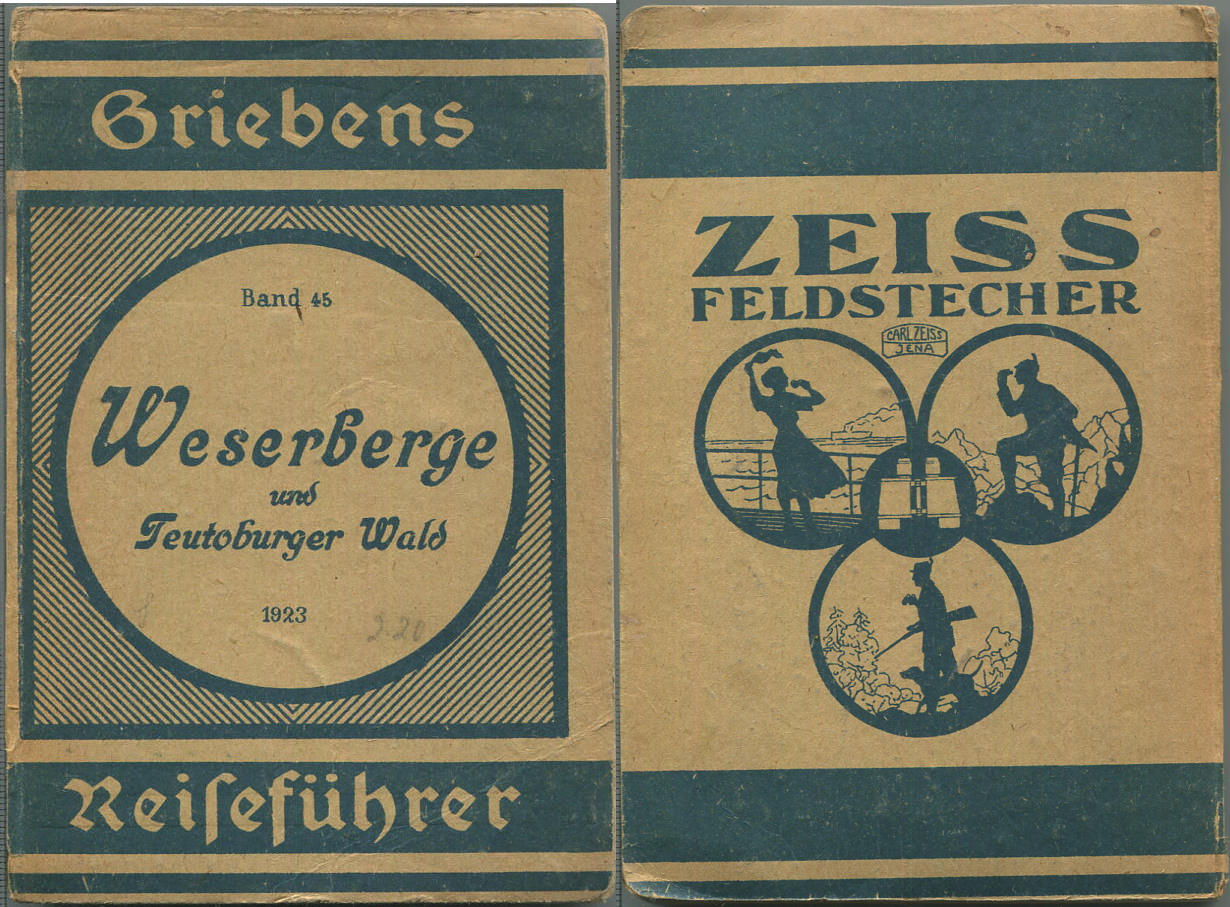 Griebens
Band 45
Weserberge
und
Teutoburger Wald
1923
2.20
Reiſeführer
ZEISS
FELDSTECHER
CARL ZEISS
JENA